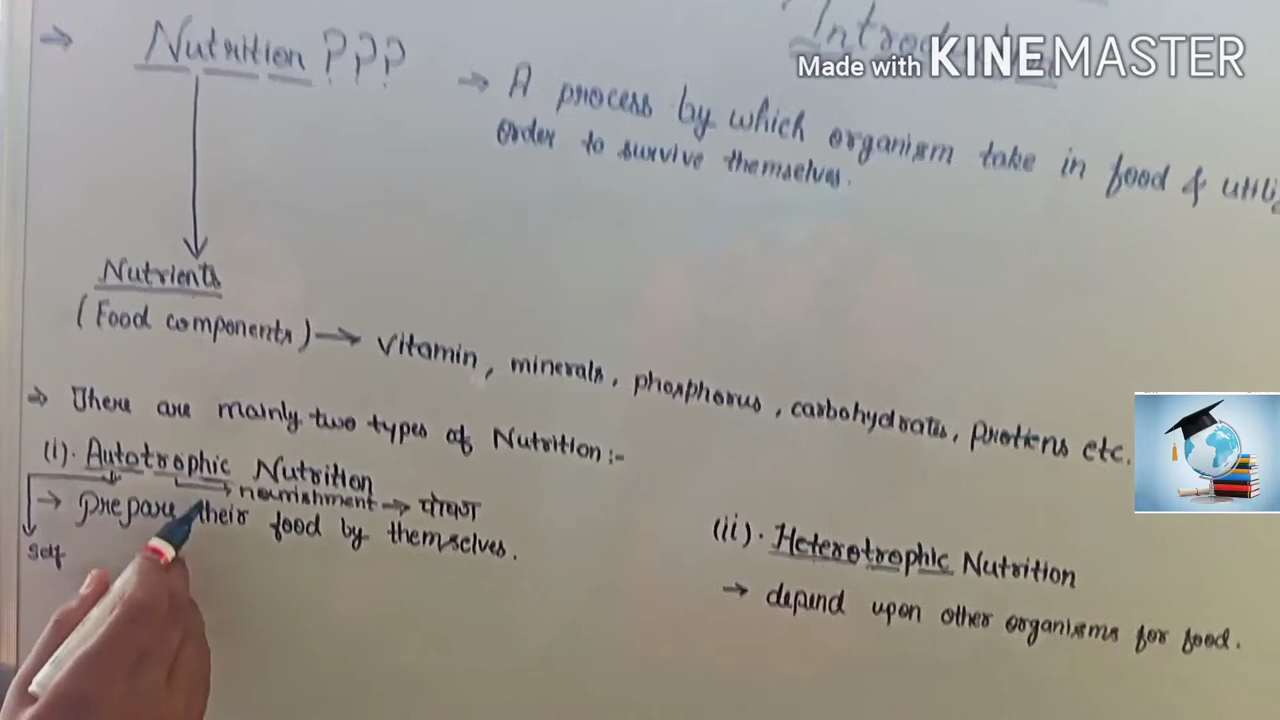 ⇒ Nutrition ???
Made with KINEMASTER
→ A process by which organism take in food &
order to survive themselves.
Nutrients
(Food components) → vitamin, minerals, phosphorus, carbohydrates, protiens etc.
⇒ There are mainly two types of Nutrition:-
(i). Autotrophic Nutrition
nourishment → पोषण
→ Prepare their food by themselves.
Self
(ii). Heterotrophic Nutrition
→ depend upon other organisms for food.